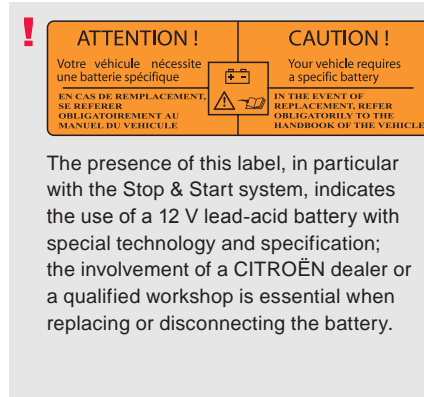 !
ATTENTION !
Votre véhicule nécessite
une batterie spécifique
EN CAS DE REMPLACEMENT,
SE REFERER
OBLIGATOIREMENT AU
MANUEL DU VEHICULE
CAUTION !
Your vehicle requires
a specific battery
IN THE EVENT OF
REPLACEMENT, REFER
OBLIGATORILY TO THE
HANDBOOK OF THE VEHICLE
The presence of this label, in particular
with the Stop & Start system, indicates
the use of a 12 V lead-acid battery with
special technology and specification;
the involvement of a CITROËN dealer or
a qualified workshop is essential when
replacing or disconnecting the battery.